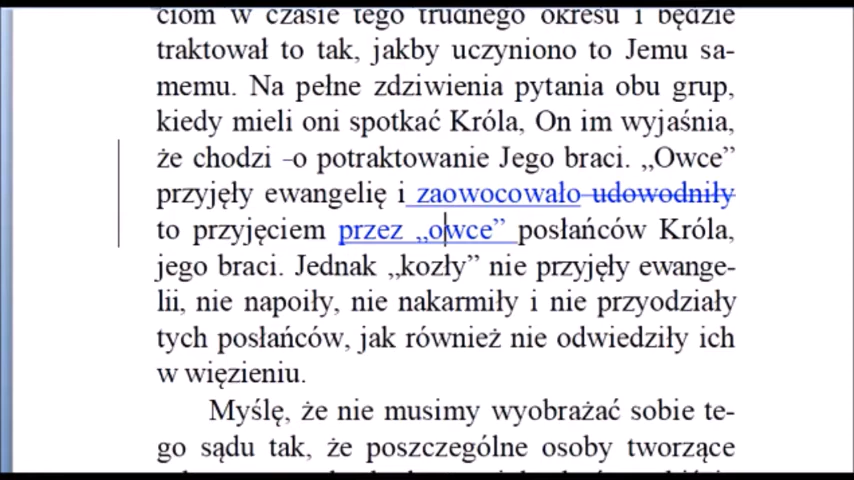 ciom w czasie tego trudnego okresu i będzie
traktował to tak, jakby uczyniono to Jemu sa-
memu. Na pełne zdziwienia pytania obu grup,
kiedy mieli oni spotkać Króla, On im wyjaśnia,
że chodzi -o potraktowanie Jego braci. „Owce”
przyjęły ewangelię i zaowocowało udowodniły
to przyjęciem przez „owce” posłańców Króla,
jego braci. Jednak „kozły” nie przyjęły ewange-
lii, nie napoiły, nie nakarmiły i nie przyodziały
tych posłańców, jak również nie odwiedziły ich
w więzieniu.
Myślę, że nie musimy wyobrażać sobie te-
go sądu tak, że poszczególne osoby tworzące